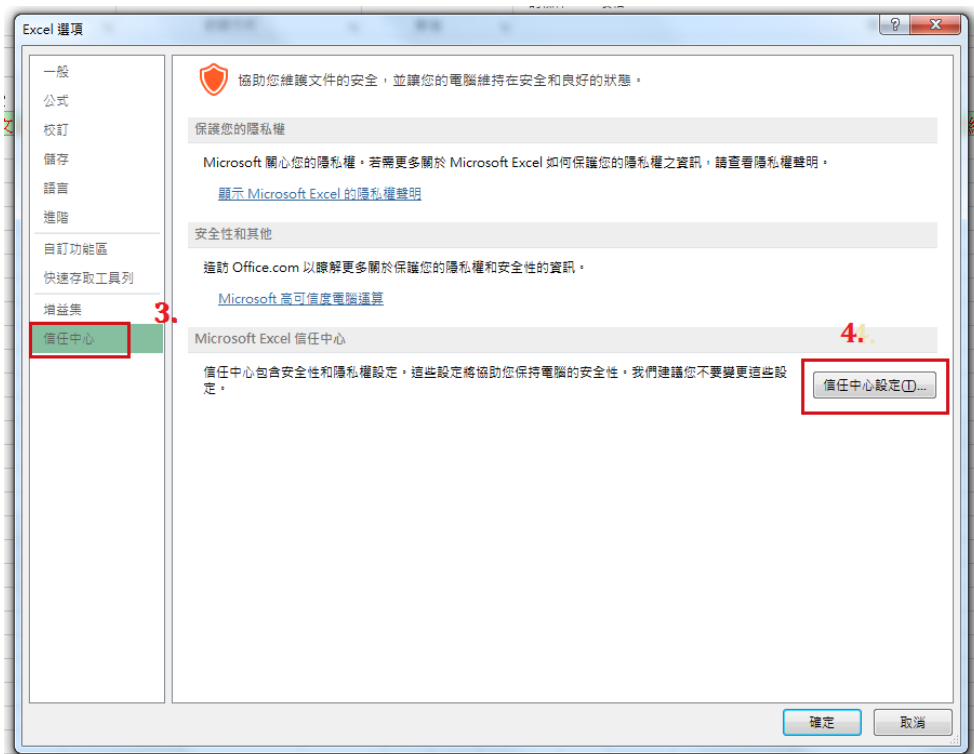 Excel 選項
一般
公式
校訂
儲存
語言
進階
自訂功能區
快速存取工具列
增益集
3.
信任中心
協助您維護文件的安全，並讓您的電腦維持在安全和良好的狀態。
保護您的隱私權
Microsoft 關心您的隱私權。若需更多關於 Microsoft Excel 如何保護您的隱私權之資訊，請查看隱私權聲明。
顯示 Microsoft Excel 的隱私權聲明
安全性和其他
造訪 Office.com 以瞭解更多關於保護您的隱私權和安全性的資訊。
Microsoft 高可信度電腦運算
Microsoft Excel 信任中心
4.
信任中心包含安全性和隱私權設定。這些設定將協助您保持電腦的安全性。我們建議您不要變更這些設
定。
信任中心設定(T)...
確定
取消